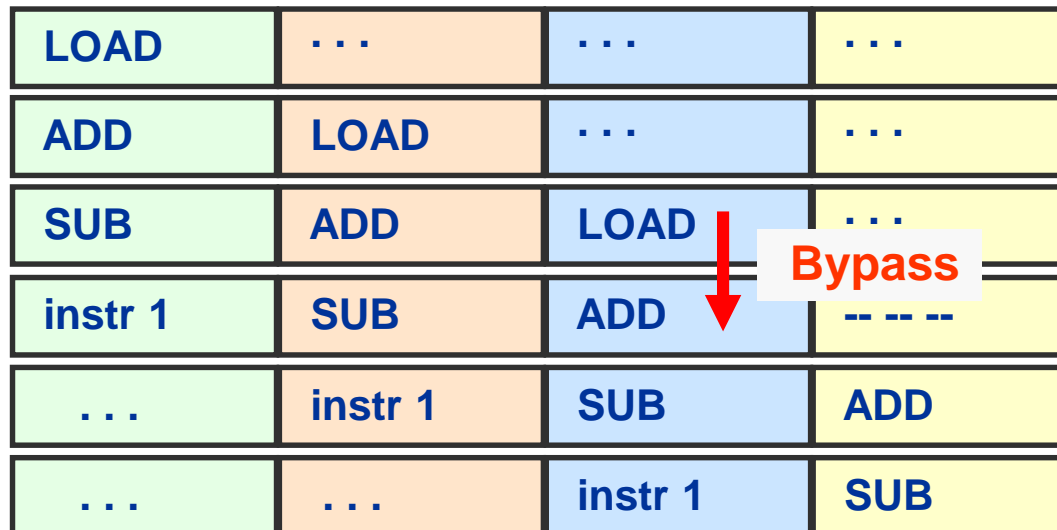 LOAD . . . . . . . . .
ADD LOAD . . . . . .
SUB ADD LOAD . . .
Bypass
instr 1 SUB ADD -- -- --
. . . instr 1 SUB ADD
. . . . . . instr 1 SUB